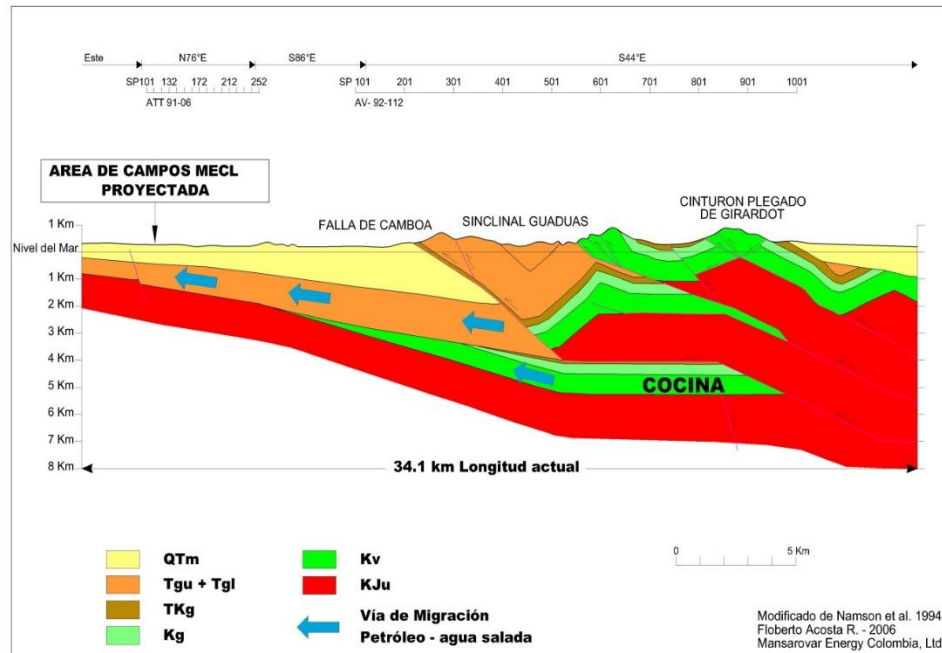 Este N76°E S86°E S44°E
SP101 132 172 212 252 SP 101 201 301 401 501 601 701 801 901 1001
ATT 91-06 AV- 92-112
AREA DE CAMPOS MECL
PROYECTADA
CINTURON PLEGADO
DE GIRARDOT
FALLA DE CAMBOA SINCLINAL GUADUAS
1 Km
Nivel del Mar
1 Km
2 Km
3 Km
4 Km
5 Km
6 Km
7 Km
8 Km
COCINA
34.1 km Longitud actual
QTm
Tgu + Tgl
TKg
Kg
Kv
KJu
Vía de Migración
Petróleo - agua salada
0 5 Km
Modificado de Namson et al. 1994
Floberto Acosta R. - 2006
Mansarovar Energy Colombia, Ltd